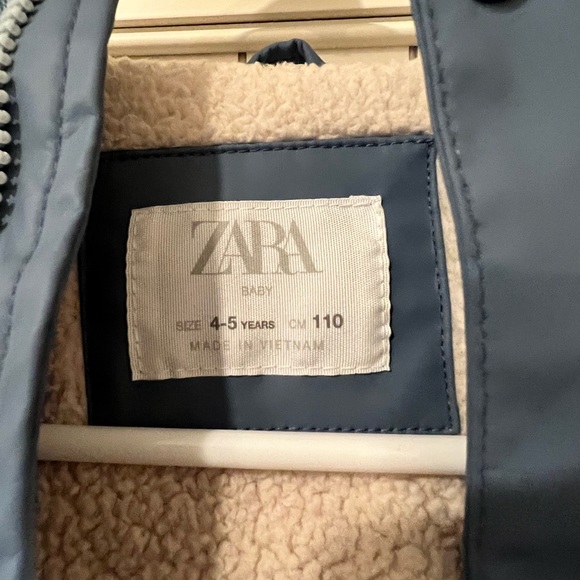 ZARA
BABY
SIZE 4-5 YEARS CM 110
MADE IN VIETNAM